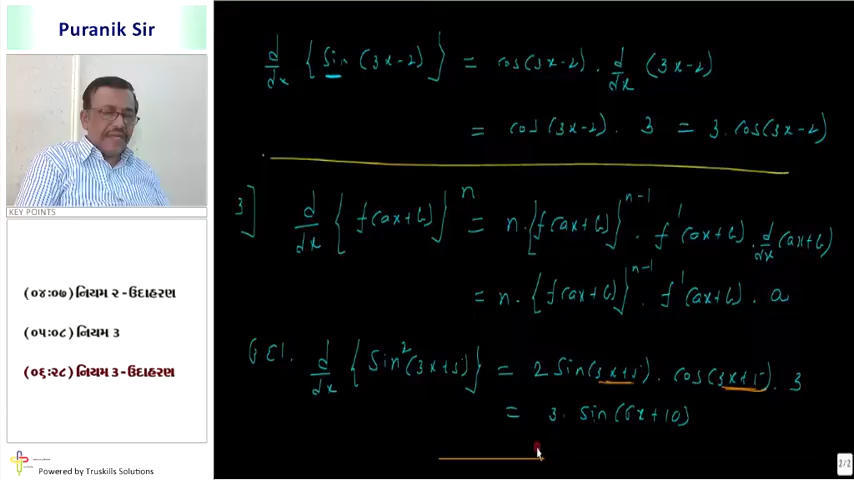 Puranik Sir
KEY POINTS
(૦૪:૦૭) નિયમ ૨ - ઉદાહરણ
(૦૫:૦૮) નિયમ 3
(૦૬:૨૮) નિયમ 3 - ઉદાહરણ
Powered by Truskills Solutions
d/dx {sin (3x-2)} = cos(3x-2) . d/dx (3x-2)
= cos(3x-2) . 3 = 3. cos(3x-2)
3] d/dx {f(ax+b)}^n = n.{f(ax+b)}^n-1 . f'(ax+b) . d/dx (ax+b)
= n. {f(ax+b)}^n-1 . f'(ax+b) . a
d/dx {Sin²(3x+5)} = 2 Sin(3x+5) . cos(3x+5) . 3
= 3. Sin(6x+10)
2/2